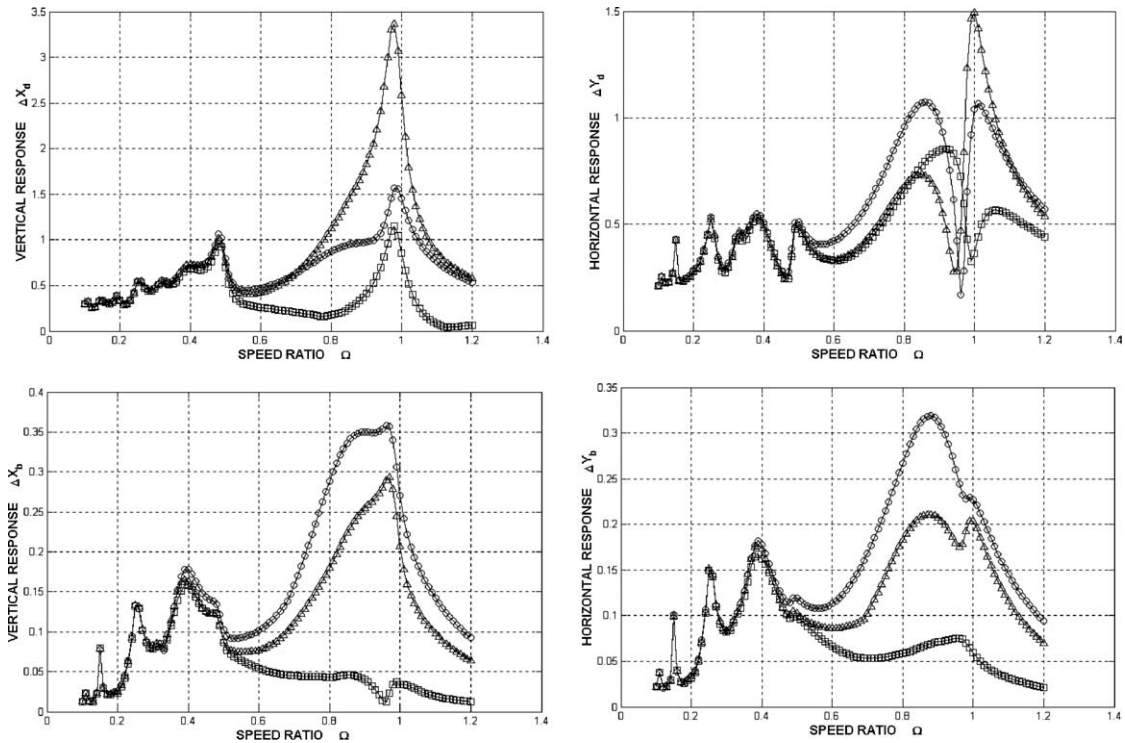 3.5
3
2.5
2
1.5
1
0.5
0
VERTICAL RESPONSE ΔX_d
0 0.2 0.4 0.6 0.8 1 1.2 1.4
SPEED RATIO Ω
1.5
1
0.5
0
HORIZONTAL RESPONSE ΔY_d
0 0.2 0.4 0.6 0.8 1 1.2 1.4
SPEED RATIO Ω
0.4
0.35
0.3
0.25
0.2
0.15
0.1
0.05
0
VERTICAL RESPONSE ΔX_b
0 0.2 0.4 0.6 0.8 1 1.2 1.4
SPEED RATIO Ω
0.35
0.3
0.25
0.2
0.15
0.1
0.05
0
HORIZONTAL RESPONSE ΔY_b
0 0.2 0.4 0.6 0.8 1 1.2 1.4
SPEED RATIO Ω